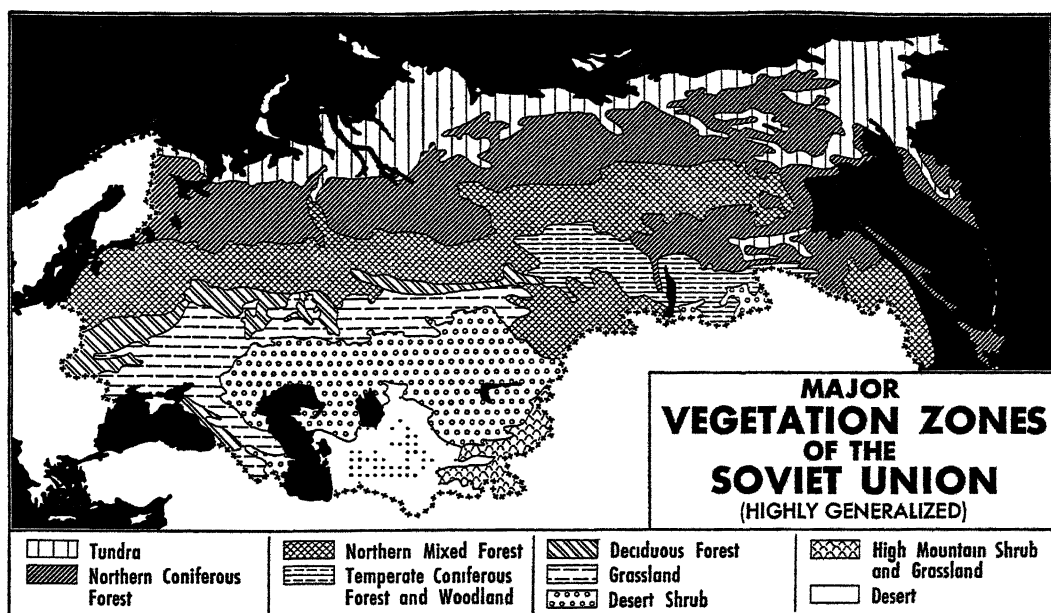 MAJOR
VEGETATION ZONES
OF THE
SOVIET UNION
(HIGHLY GENERALIZED)
Tundra
Northern Coniferous
Forest
Northern Mixed Forest
Temperate Coniferous
Forest and Woodland
Deciduous Forest
Grassland
Desert Shrub
High Mountain Shrub
and Grassland
Desert